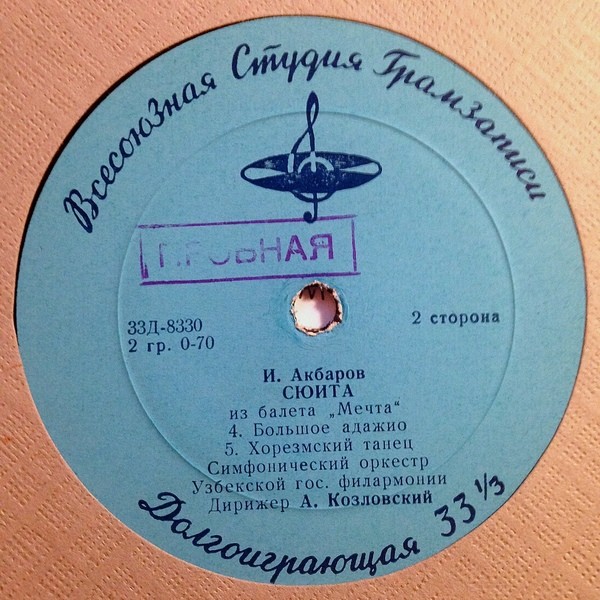 Всесоюзная Студия Грамзаписи
33Д-8330
2 гр. 0-70
2 сторона
И. Акбаров
СЮИТА
из балета „Мечта“
4. Большое адажио
5. Хорезмский танец
Симфонический оркестр
Узбекской гос. филармонии
Дирижер А. Козловский
Долгоиграющая 33 1/3